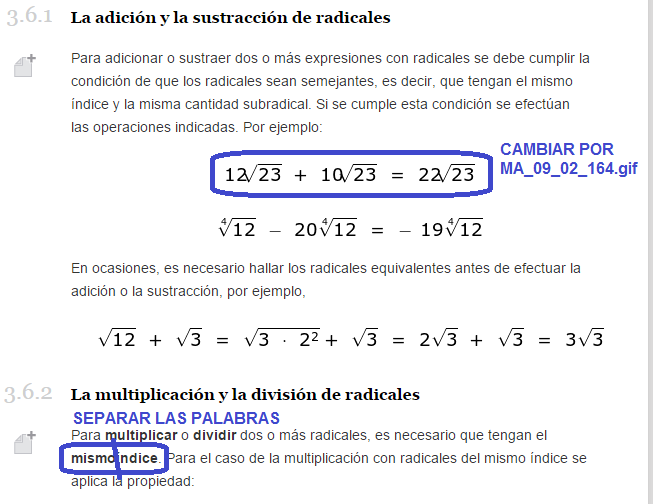 3.6.1 La adición y la sustracción de radicales
Para adicionar o sustraer dos o más expresiones con radicales se debe cumplir la
condición de que los radicales sean semejantes, es decir, que tengan el mismo
índice y la misma cantidad subradical. Si se cumple esta condición se efectúan
las operaciones indicadas. Por ejemplo:
12√23 + 10√23 = 22√23
CAMBIAR POR
MA_09_02_164.gif
∜12 − 20∜12 = − 19∜12
En ocasiones, es necesario hallar los radicales equivalentes antes de efectuar la
adición o la sustracción, por ejemplo,
√12 + √3 = √(3 · 2²) + √3 = 2√3 + √3 = 3√3
3.6.2 La multiplicación y la división de radicales
SEPARAR LAS PALABRAS
Para multiplicar o dividir dos o más radicales, es necesario que tengan el
mismoíndice. Para el caso de la multiplicación con radicales del mismo índice se
aplica la propiedad: